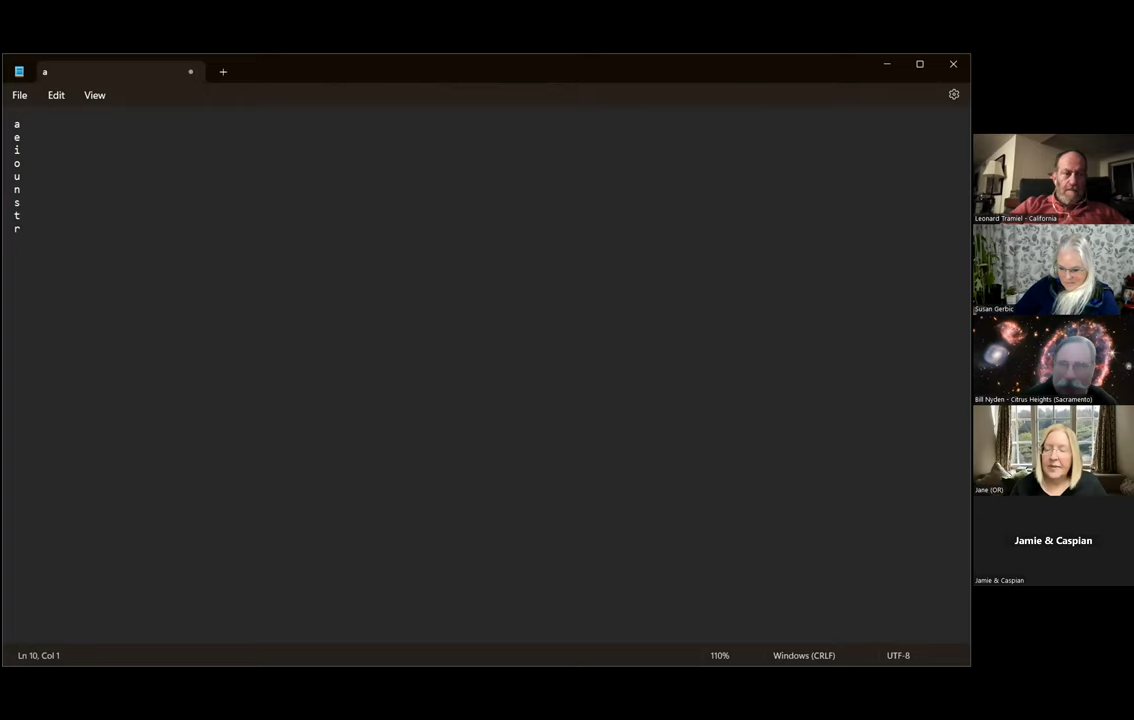 a
+
File Edit View
a
e
i
o
u
n
s
t
r
Ln 10, Col 1 110% Windows (CRLF) UTF-8
Leonard Tramiel - California
Susan Gerbic
Bill Nyden - Citrus Heights (Sacramento)
Jane (OR)
Jamie & Caspian
Jamie & Caspian